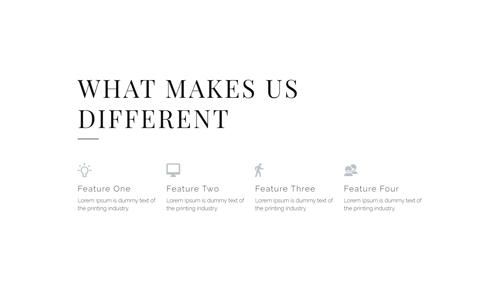 WHAT MAKES US
DIFFERENT
Feature One
Lorem Ipsum is dummy text of
the printing industry.
Feature Two
Lorem Ipsum is dummy text of
the printing industry.
Feature Three
Lorem Ipsum is dummy text of
the printing industry.
Feature Four
Lorem Ipsum is dummy text of
the printing industry.